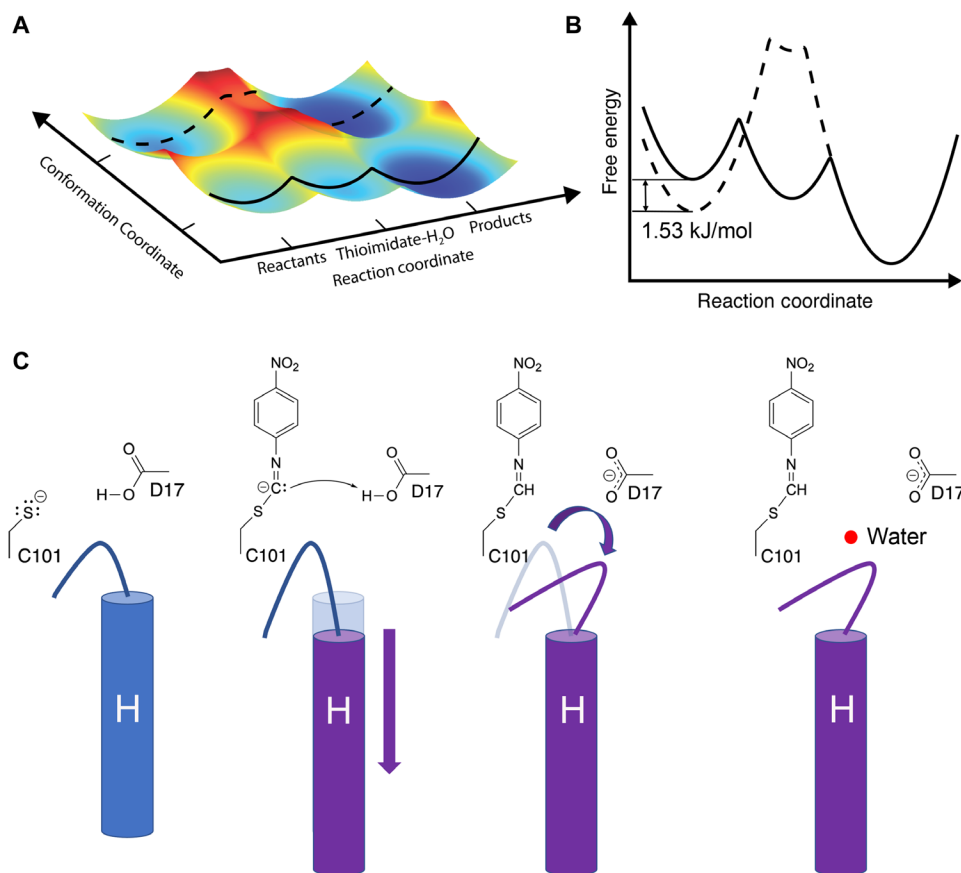 A
Conformation Coordinate
Reactants
Thioimidate-H₂O
Products
Reaction coordinate
B
Free energy
1.53 kJ/mol
Reaction coordinate
C
NO₂
NO₂
NO₂
N
N
N
O
H-O
D17
:S:⊖
C101
⊖C:
S
O
H-O
D17
C101
CH
S
O
⊖
O
D17
C101
CH
S
O
⊖
O
D17
C101
Water
H
H
H
H